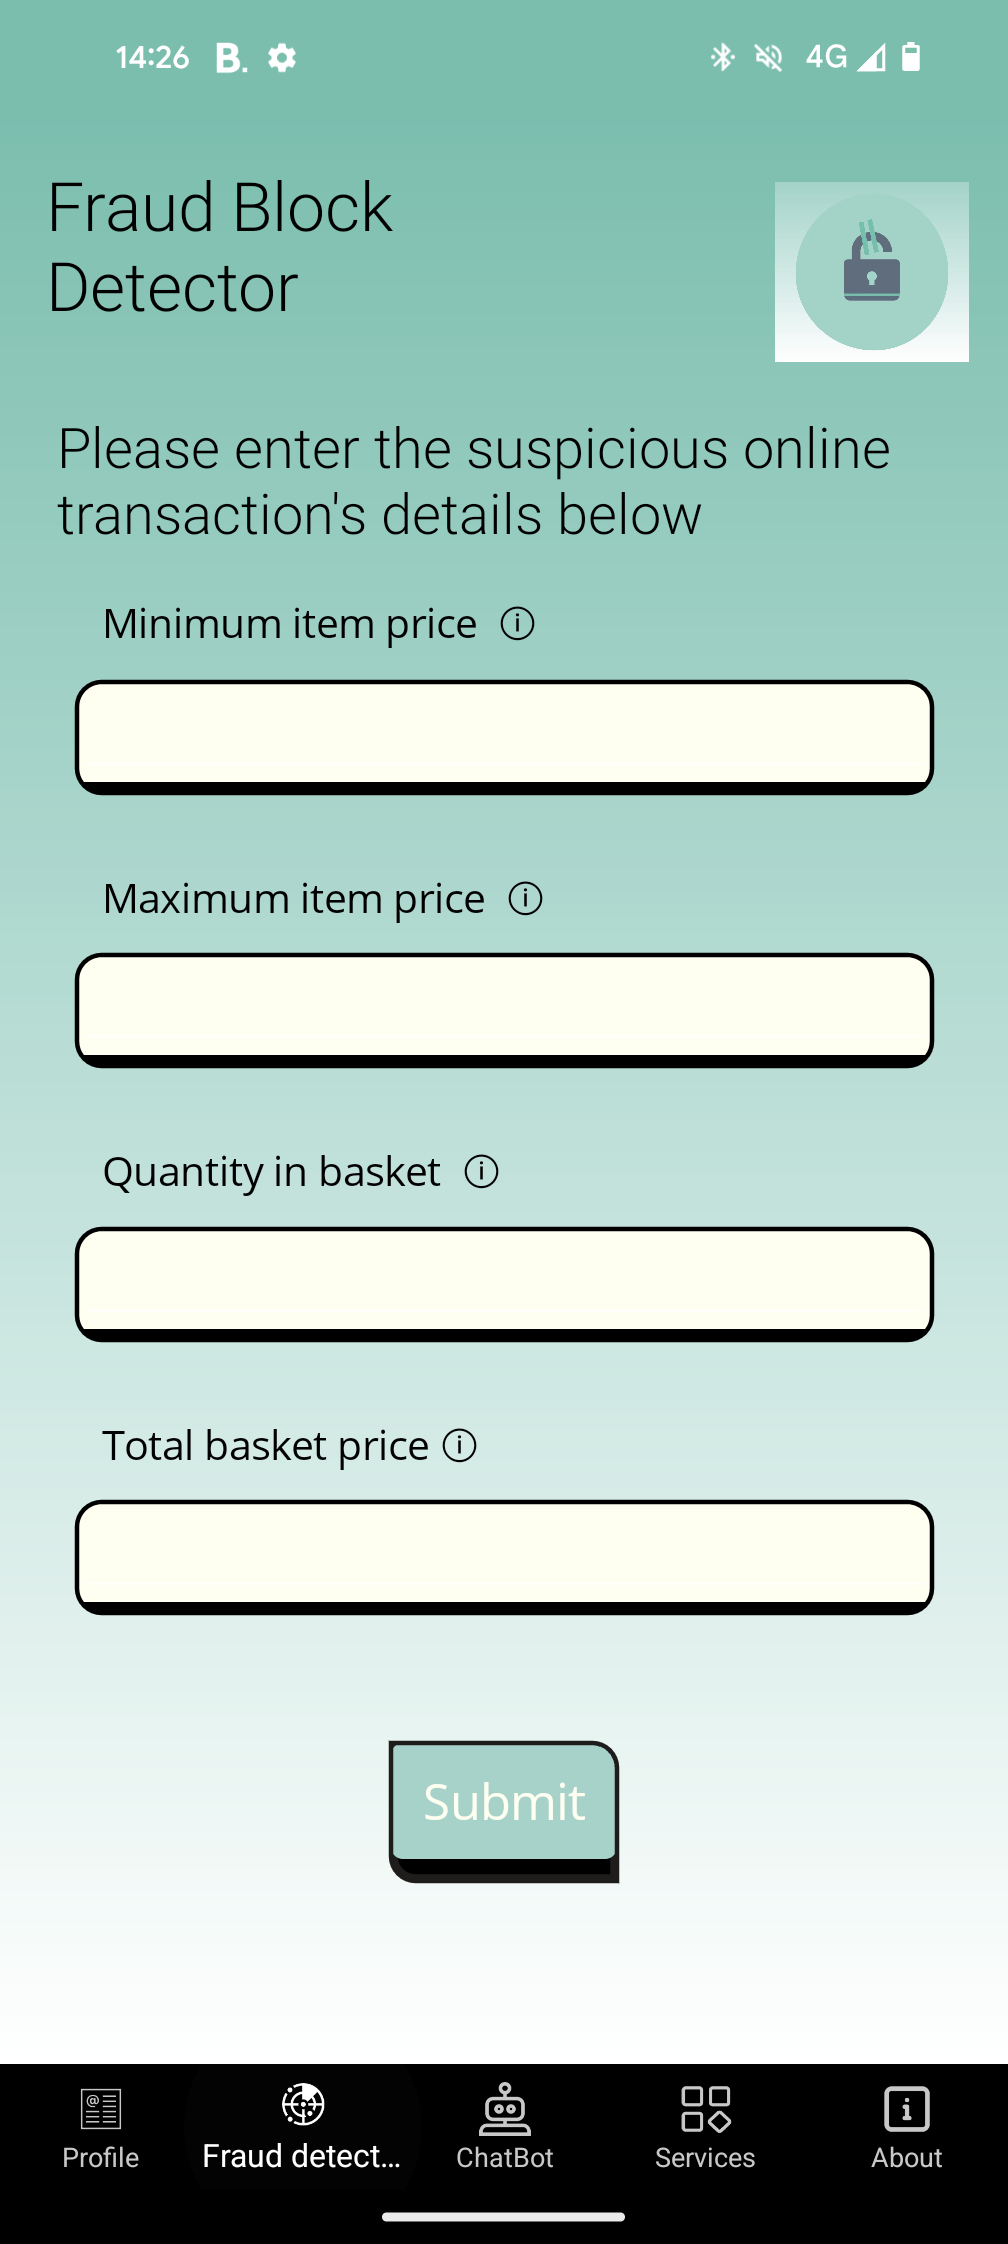 14:26 B. 4G
Fraud Block
Detector
Please enter the suspicious online
transaction's details below
Minimum item price
Maximum item price
Quantity in basket
Total basket price
Submit
Profile Fraud detect... ChatBot Services About